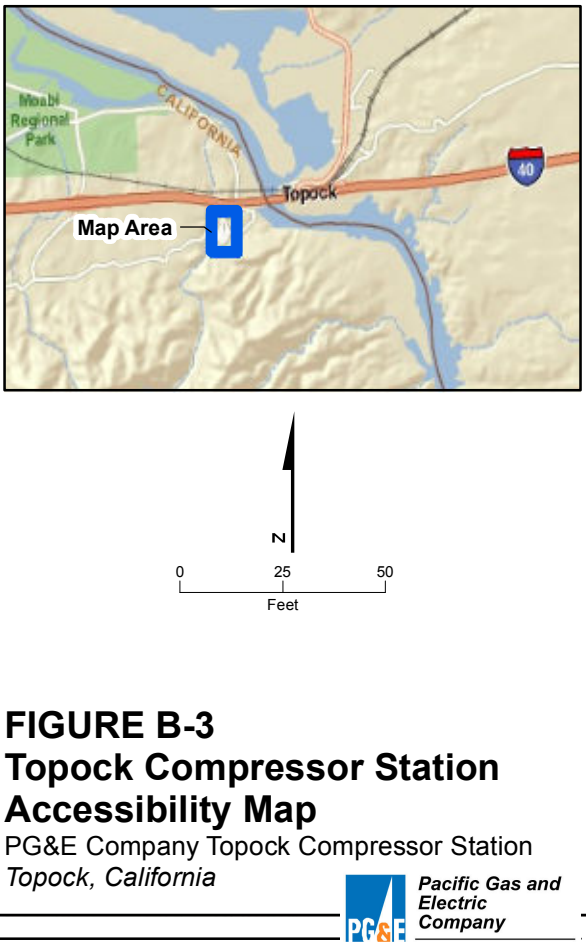 Moabi
Regional
Park
CALIFORNIA
40
Topock
Map Area
N
0 25 50
Feet
FIGURE B-3
Topock Compressor Station
Accessibility Map
PG&E Company Topock Compressor Station
Topock, California
Pacific Gas and
Electric
Company
PG&E